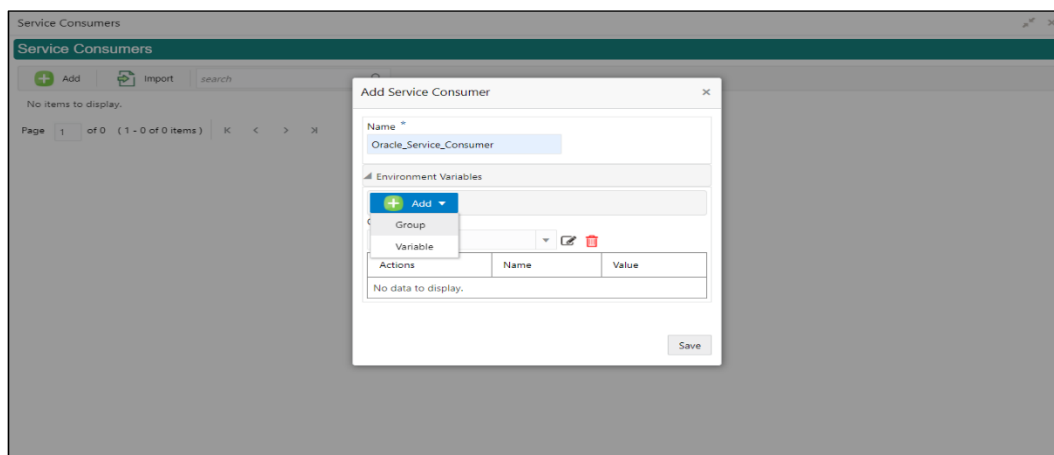 Service Consumers
Service Consumers
Add Import search
No items to display.
Page 1 of 0 (1 - 0 of 0 items)
Add Service Consumer
Name *
Oracle_Service_Consumer
Environment Variables
Add
Group
Variable
Actions Name Value
No data to display.
Save